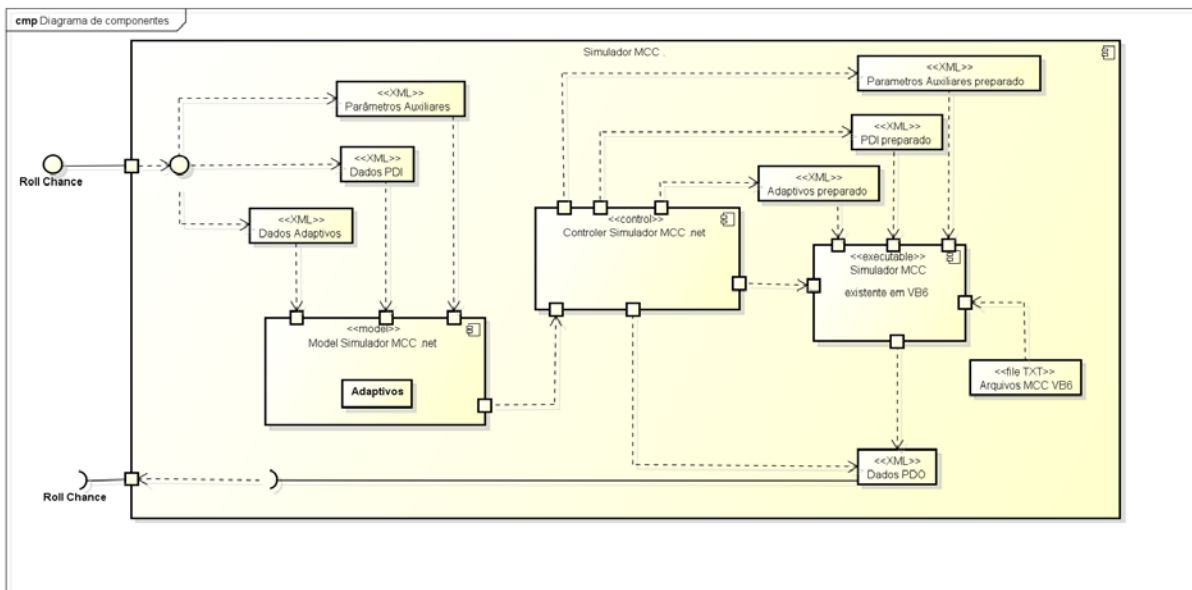 cmp Diagrama de componentes
Simulador MCC .
<<XML>>
Parâmetros Auxiliares
<<XML>>
Parametros Auxiliares preparado
<<XML>>
PDI preparado
<<XML>>
Dados PDI
<<XML>>
Adaptivos preparado
Roll Chance
<<XML>>
Dados Adaptivos
<<control>>
Controler Simulador MCC .net
<<executable>>
Simulador MCC
existente em VB6
<<model>>
Model Simulador MCC .net
Adaptivos
<<file TXT>>
Arquivos MCC VB6
<<XML>>
Dados PDO
Roll Chance